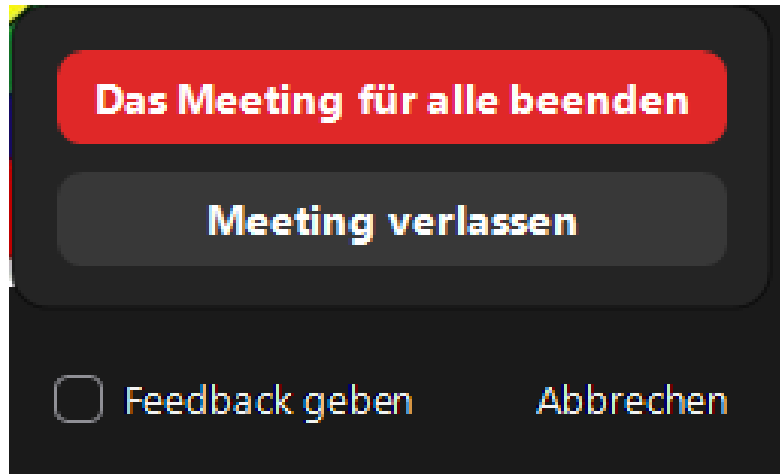 Das Meeting für alle beenden
Meeting verlassen
Feedback geben Abbrechen